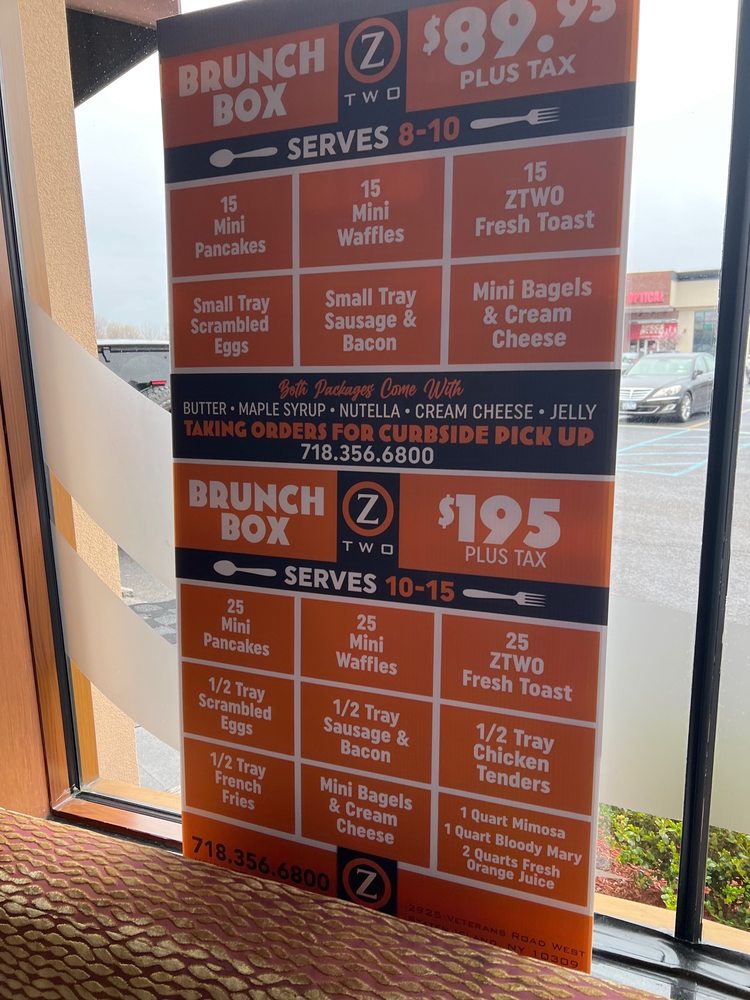 BRUNCH
BOX
Z
TWO
$89.95
PLUS TAX
SERVES 8-10
15
Mini
Pancakes
15
Mini
Waffles
15
ZTWO
Fresh Toast
Small Tray
Scrambled
Eggs
Small Tray
Sausage &
Bacon
Mini Bagels
& Cream
Cheese
Both Packages Come With
BUTTER • MAPLE SYRUP • NUTELLA • CREAM CHEESE • JELLY
TAKING ORDERS FOR CURBSIDE PICK UP
718.356.6800
BRUNCH
BOX
Z
TWO
$195
PLUS TAX
SERVES 10-15
25
Mini
Pancakes
25
Mini
Waffles
25
ZTWO
Fresh Toast
1/2 Tray
Scrambled
Eggs
1/2 Tray
Sausage &
Bacon
1/2 Tray
Chicken
Tenders
1/2 Tray
French
Fries
Mini Bagels
& Cream
Cheese
1 Quart Mimosa
1 Quart Bloody Mary
2 Quarts Fresh
Orange Juice
718.356.6800
Z
2925 VETERANS ROAD WEST
STATEN ISLAND, NY 10309
OPTICAL